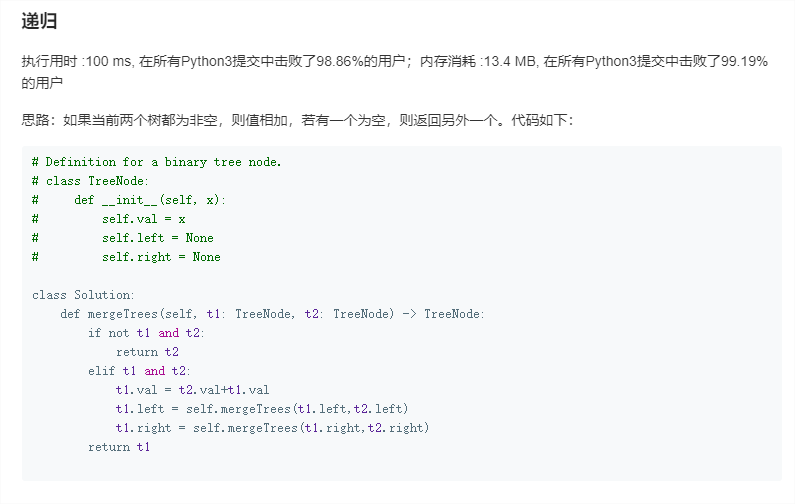 递归
执行用时 :100 ms, 在所有Python3提交中击败了98.86%的用户；内存消耗 :13.4 MB, 在所有Python3提交中击败了99.19%
的用户
思路：如果当前两个树都为非空，则值相加，若有一个为空，则返回另外一个。代码如下：
# Definition for a binary tree node.
# class TreeNode:
#     def __init__(self, x):
#         self.val = x
#         self.left = None
#         self.right = None
class Solution:
    def mergeTrees(self, t1: TreeNode, t2: TreeNode) -> TreeNode:
        if not t1 and t2:
            return t2
        elif t1 and t2:
            t1.val = t2.val+t1.val
            t1.left = self.mergeTrees(t1.left,t2.left)
            t1.right = self.mergeTrees(t1.right,t2.right)
        return t1